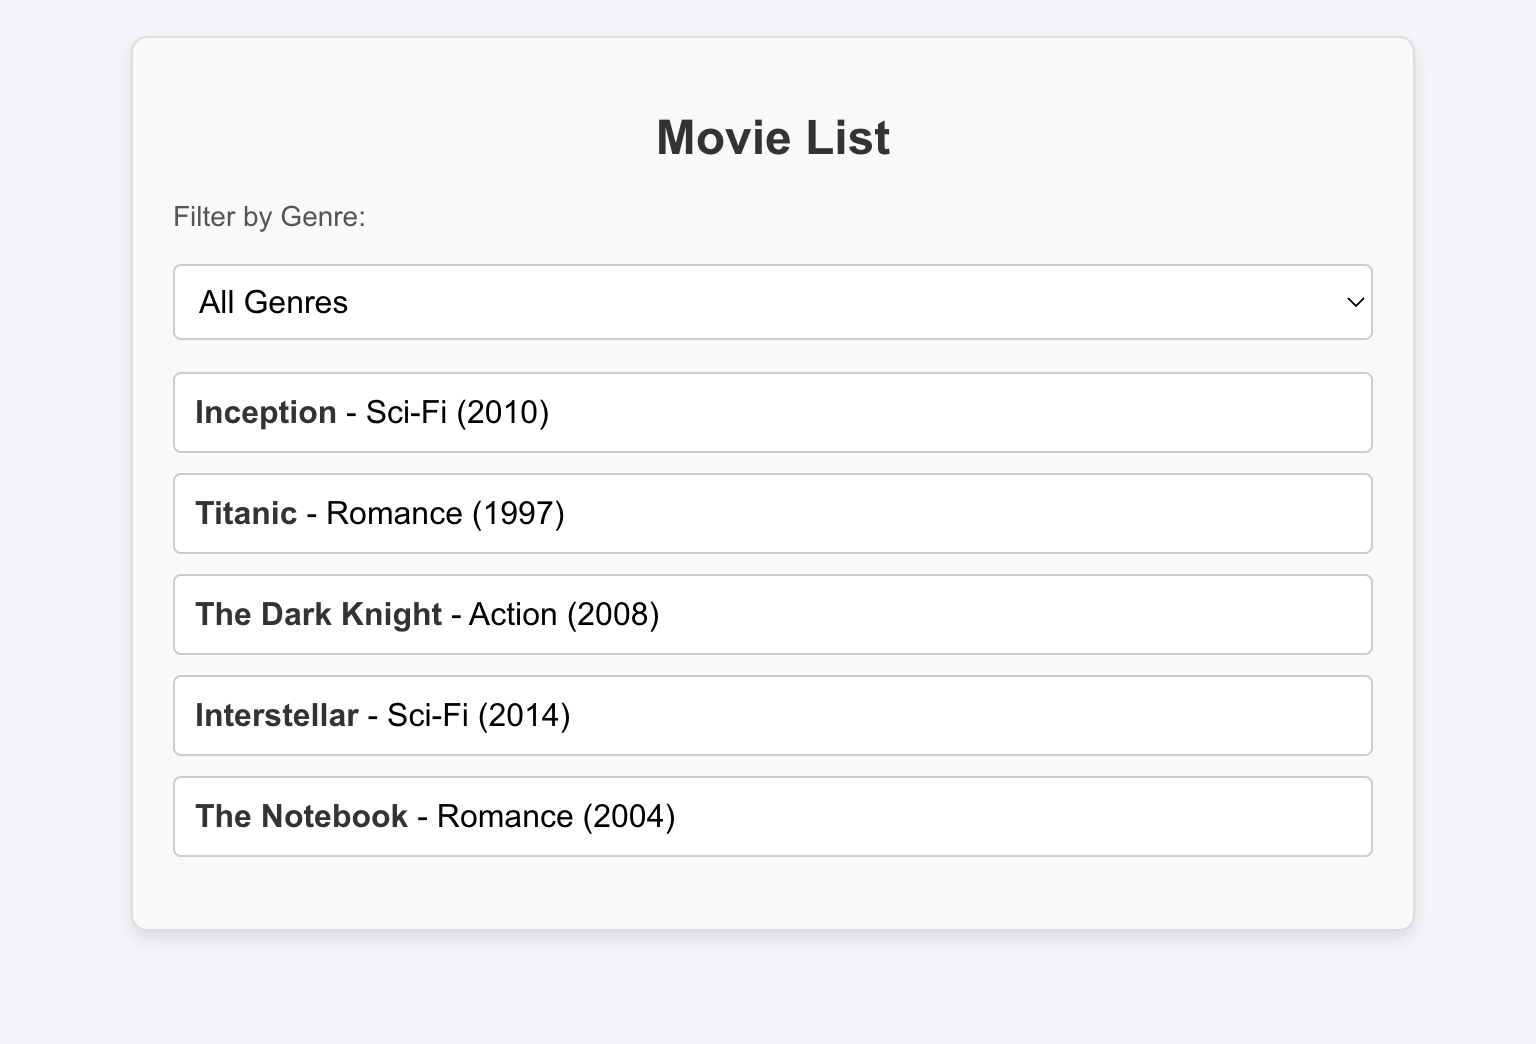 Movie List
Filter by Genre:
All Genres
Inception - Sci-Fi (2010)
Titanic - Romance (1997)
The Dark Knight - Action (2008)
Interstellar - Sci-Fi (2014)
The Notebook - Romance (2004)